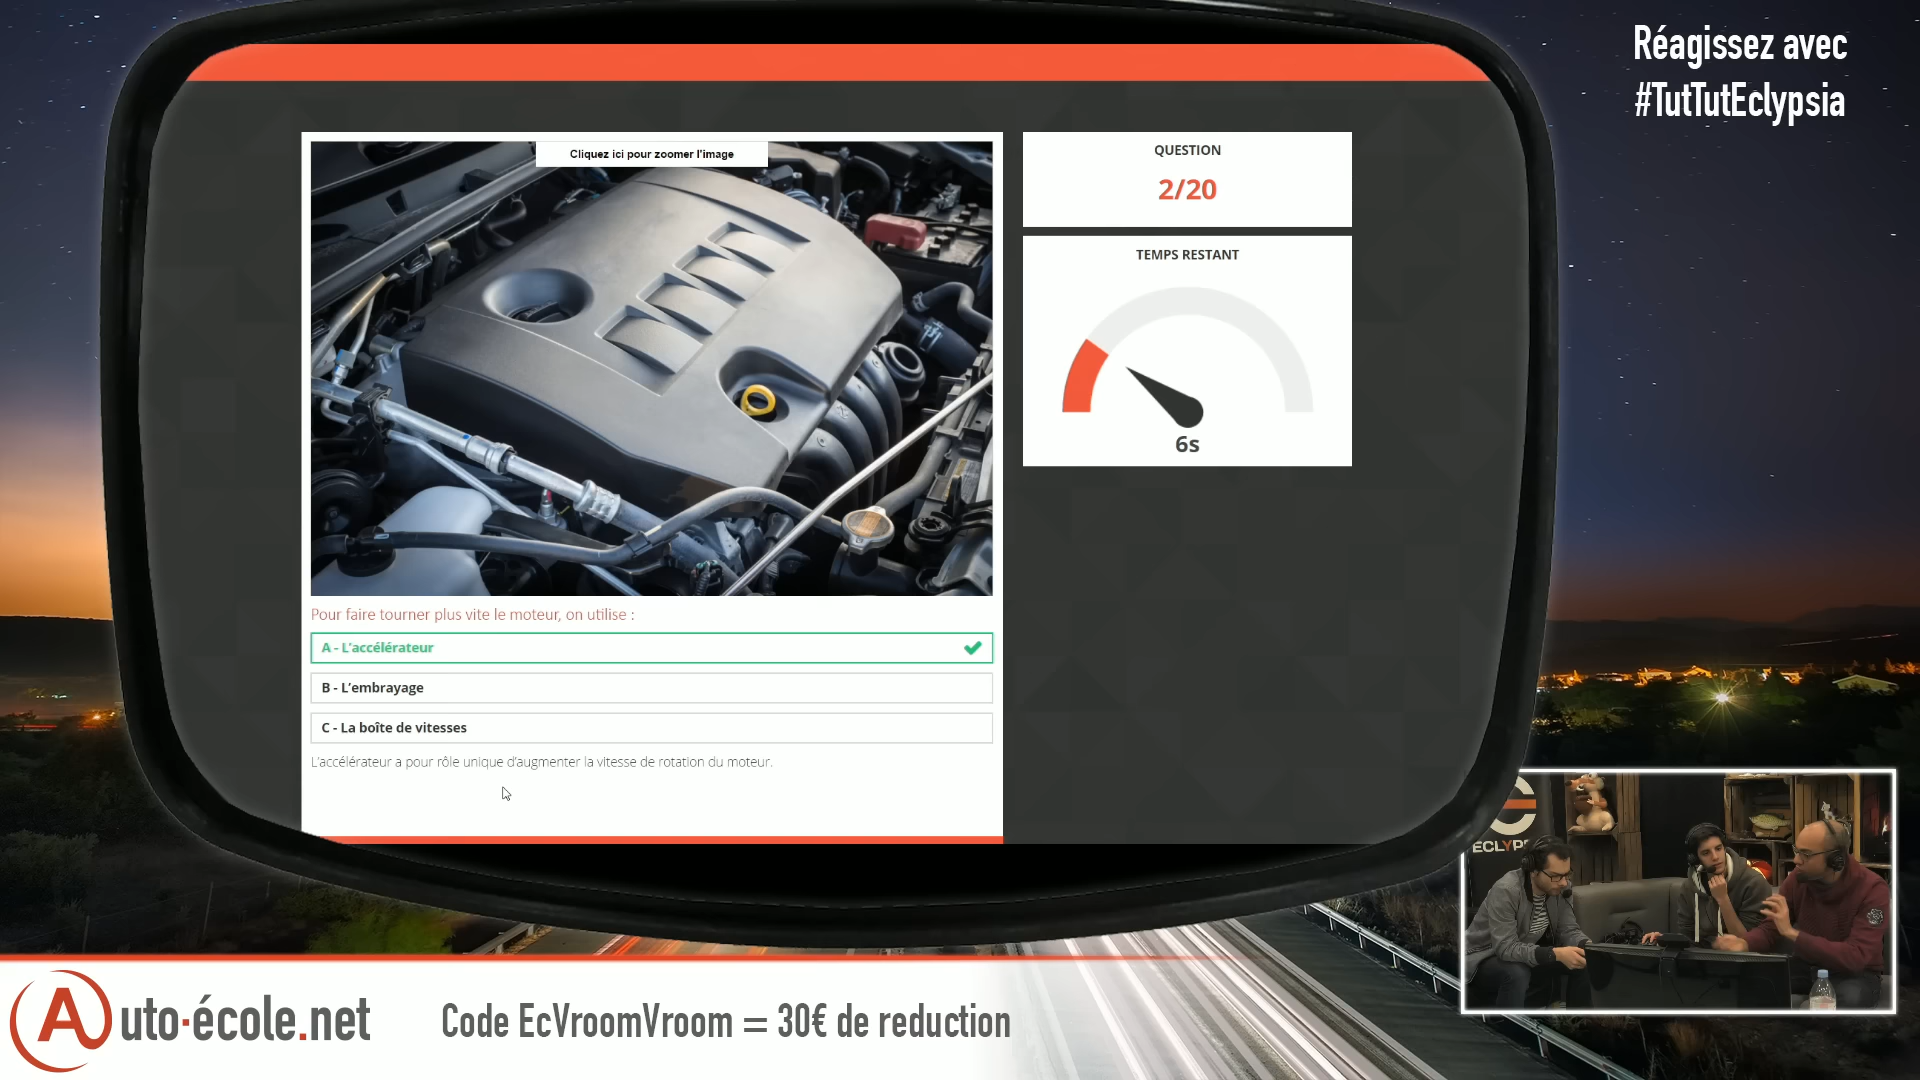 Réagissez avec
#TutTutEclypsia
Cliquez ici pour zoomer l'image
QUESTION
2/20
TEMPS RESTANT
6s
Pour faire tourner plus vite le moteur, on utilise :
A - L'accélérateur
B - L'embrayage
C - La boîte de vitesses
L'accélérateur a pour rôle unique d'augmenter la vitesse de rotation du moteur.
ECLYPS
Auto·école.net
Code EcVroomVroom = 30€ de reduction